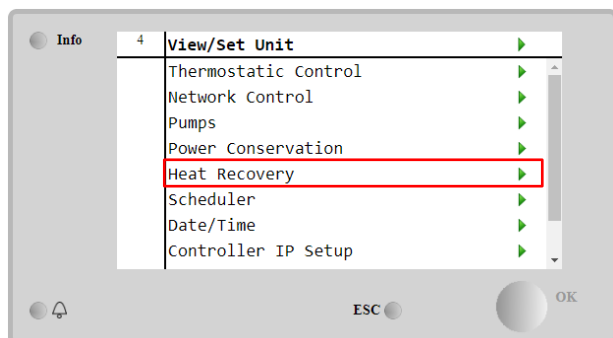 Info
4 View/Set Unit
Thermostatic Control
Network Control
Pumps
Power Conservation
Heat Recovery
Scheduler
Date/Time
Controller IP Setup
ESC
OK